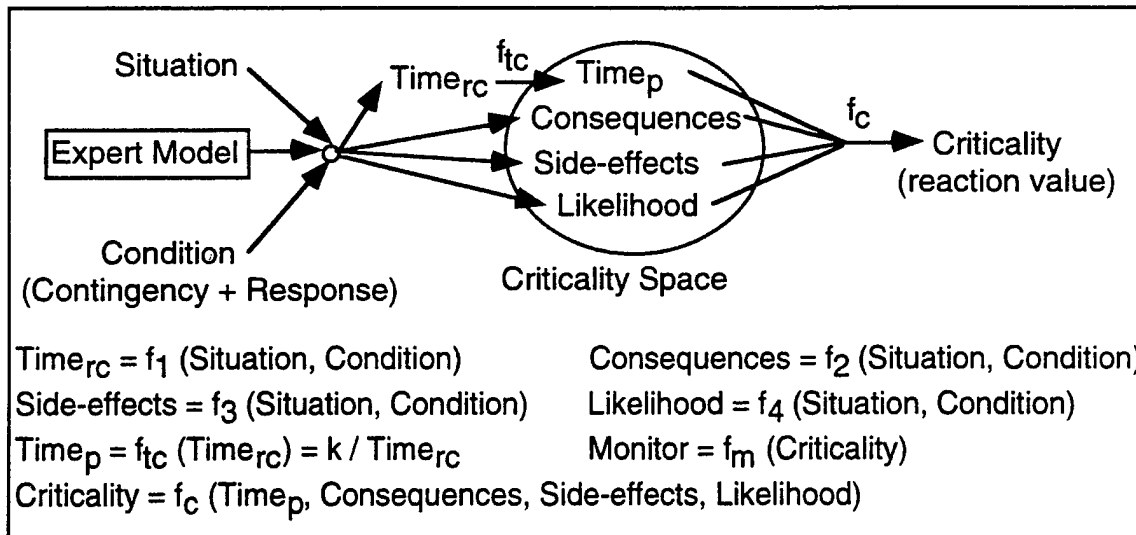 Situation
Expert Model
Condition
(Contingency + Response)
Time_rc
f_tc
Time_p
Consequences
Side-effects
Likelihood
Criticality Space
f_c
Criticality
(reaction value)
Time_rc = f_1 (Situation, Condition)
Consequences = f_2 (Situation, Condition)
Side-effects = f_3 (Situation, Condition)
Likelihood = f_4 (Situation, Condition)
Time_p = f_tc (Time_rc) = k / Time_rc
Monitor = f_m (Criticality)
Criticality = f_c (Time_p, Consequences, Side-effects, Likelihood)